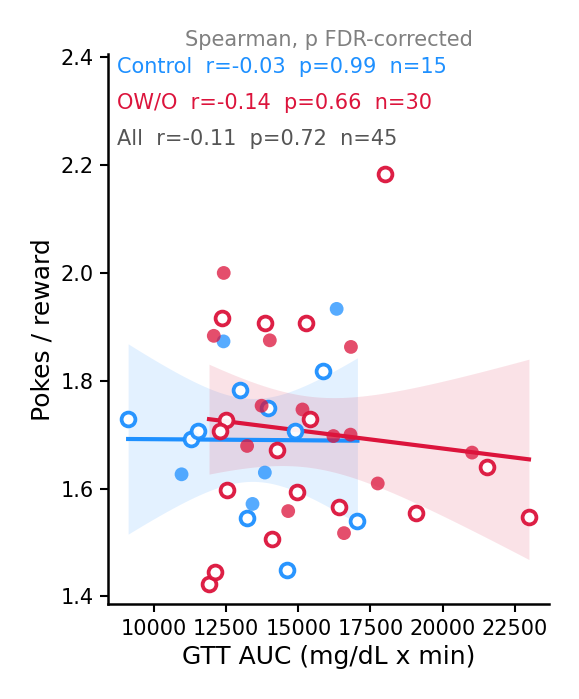 Spearman, p FDR-corrected
Control  r=-0.03  p=0.99  n=15
OW/O  r=-0.14  p=0.66  n=30
All  r=-0.11  p=0.72  n=45
2.4
2.2
2.0
1.8
1.6
1.4
Pokes / reward
10000 12500 15000 17500 20000 22500
GTT AUC (mg/dL x min)